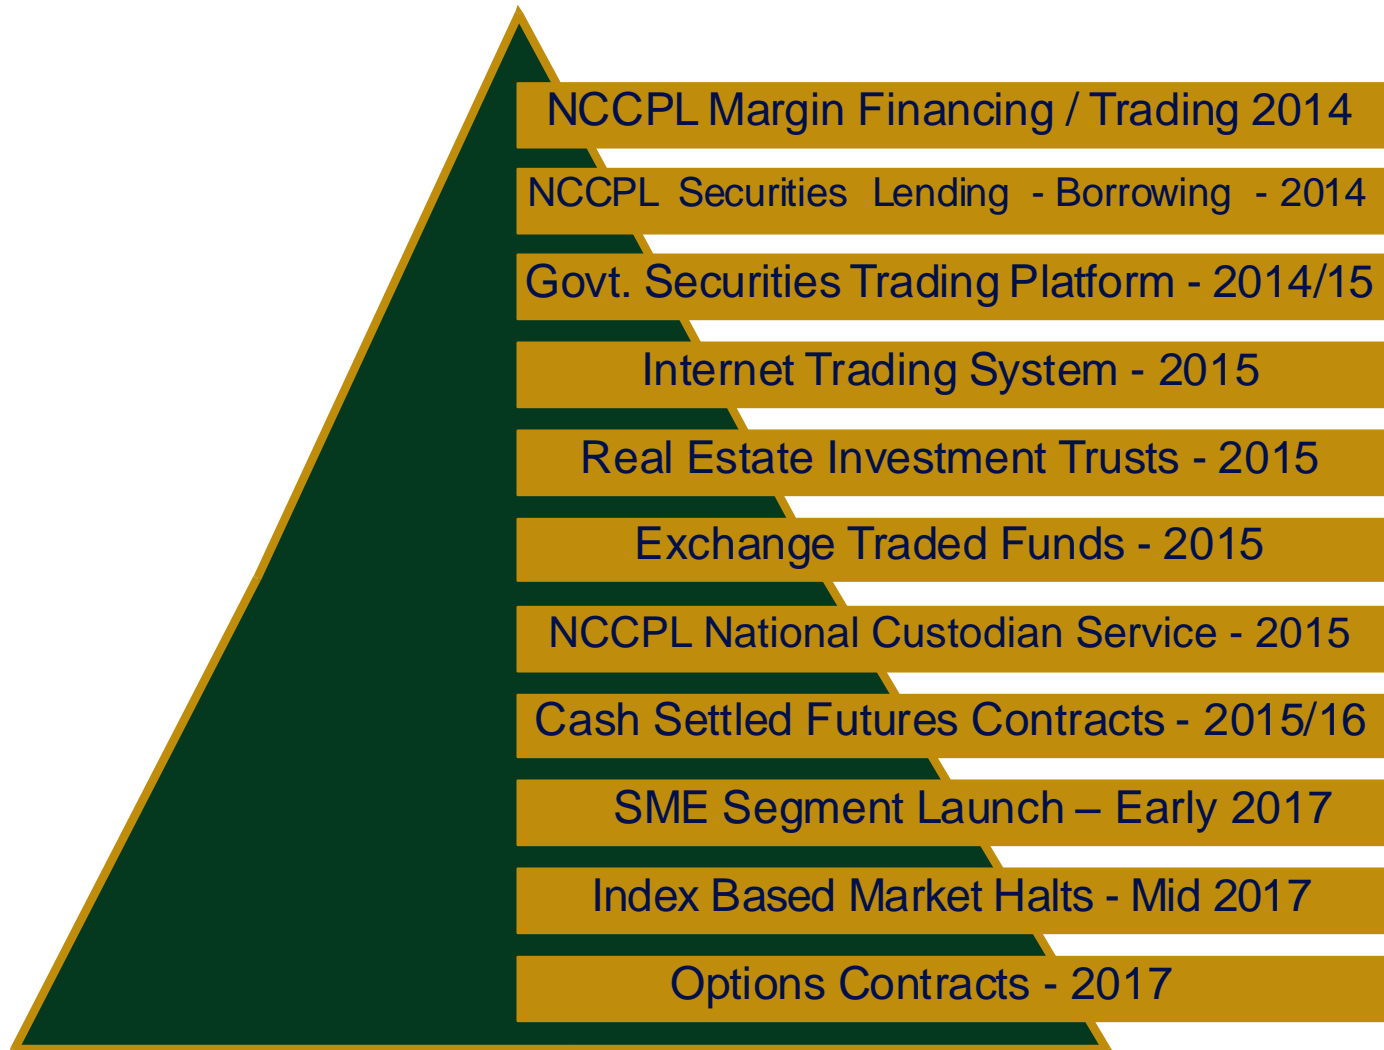 NCCPL Margin Financing / Trading 2014
NCCPL Securities Lending - Borrowing - 2014
Govt. Securities Trading Platform - 2014/15
Internet Trading System - 2015
Real Estate Investment Trusts - 2015
Exchange Traded Funds - 2015
NCCPL National Custodian Service - 2015
Cash Settled Futures Contracts - 2015/16
SME Segment Launch – Early 2017
Index Based Market Halts - Mid 2017
Options Contracts - 2017